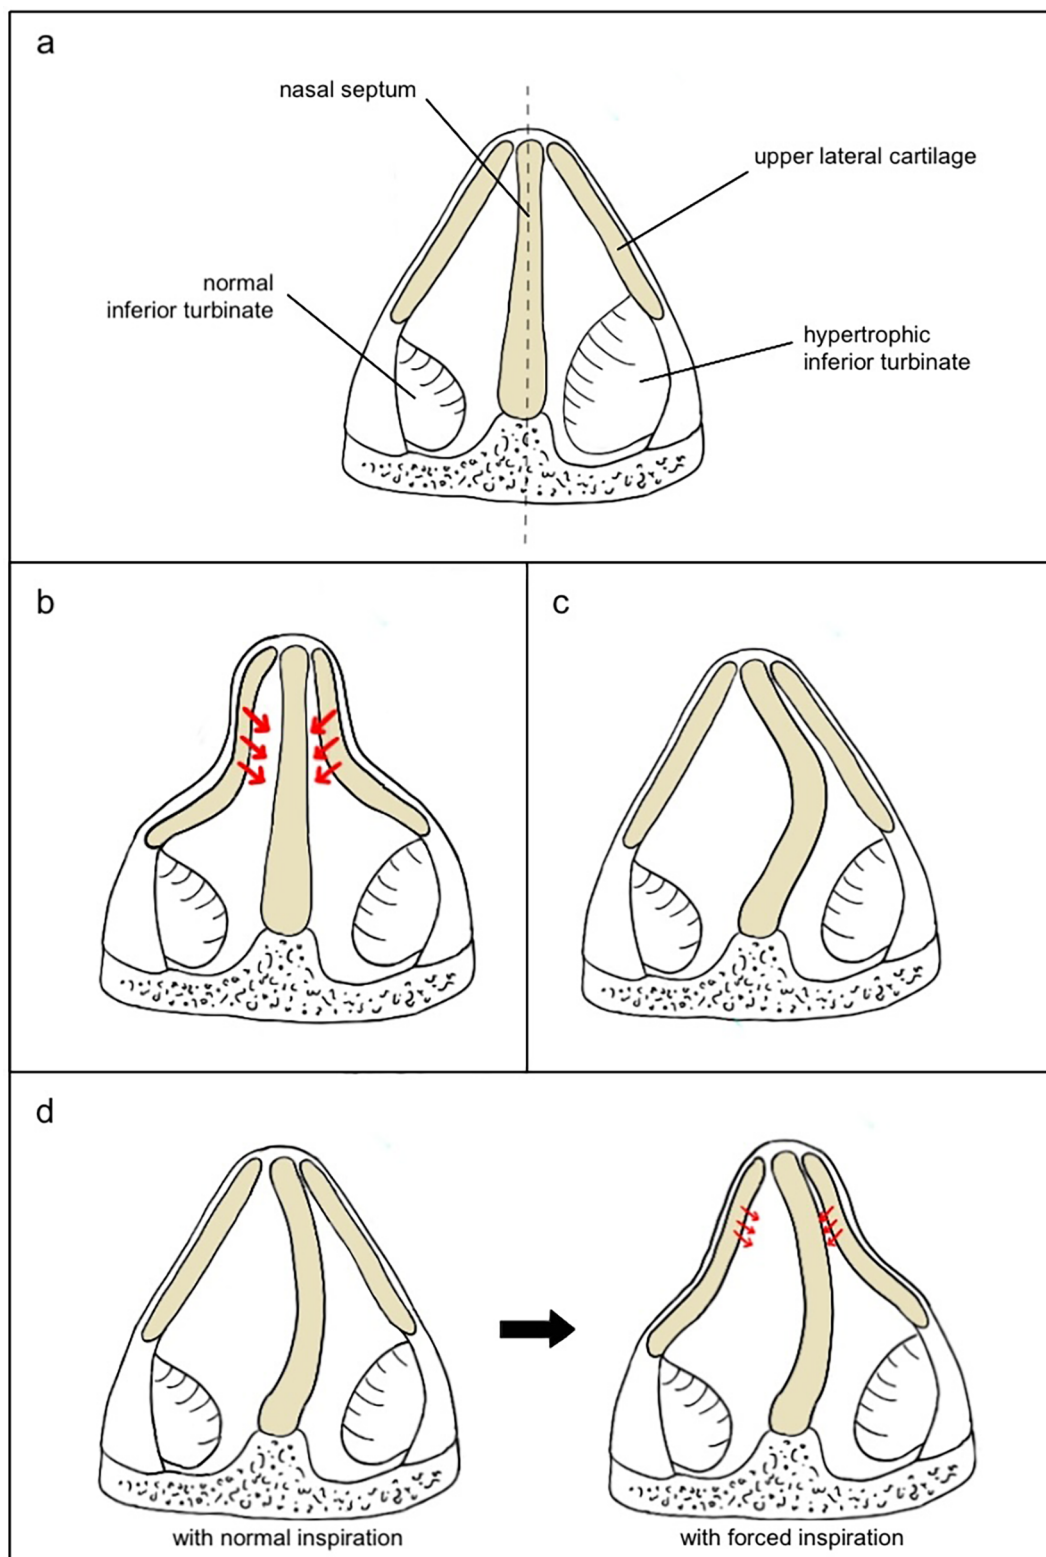 a
nasal septum
upper lateral cartilage
normal
inferior turbinate
hypertrophic
inferior turbinate
b
c
d
with normal inspiration
with forced inspiration